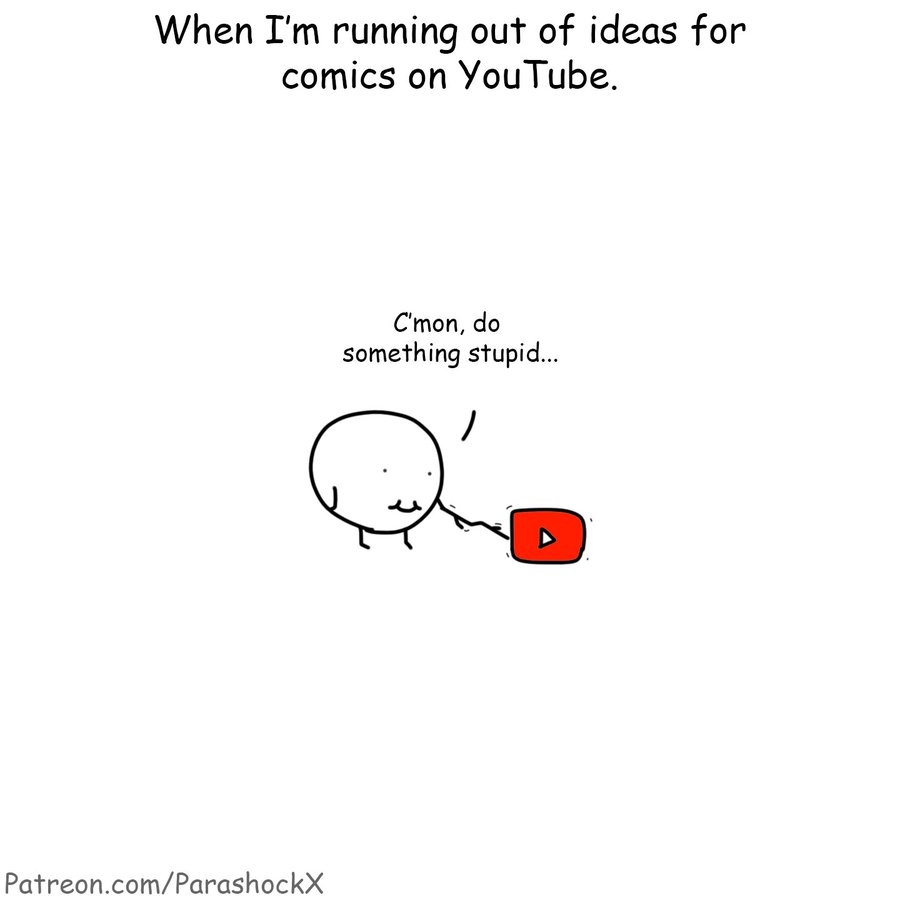 When I’m running out of ideas for
comics on YouTube.
C’mon, do
something stupid...
Patreon.com/ParashockX